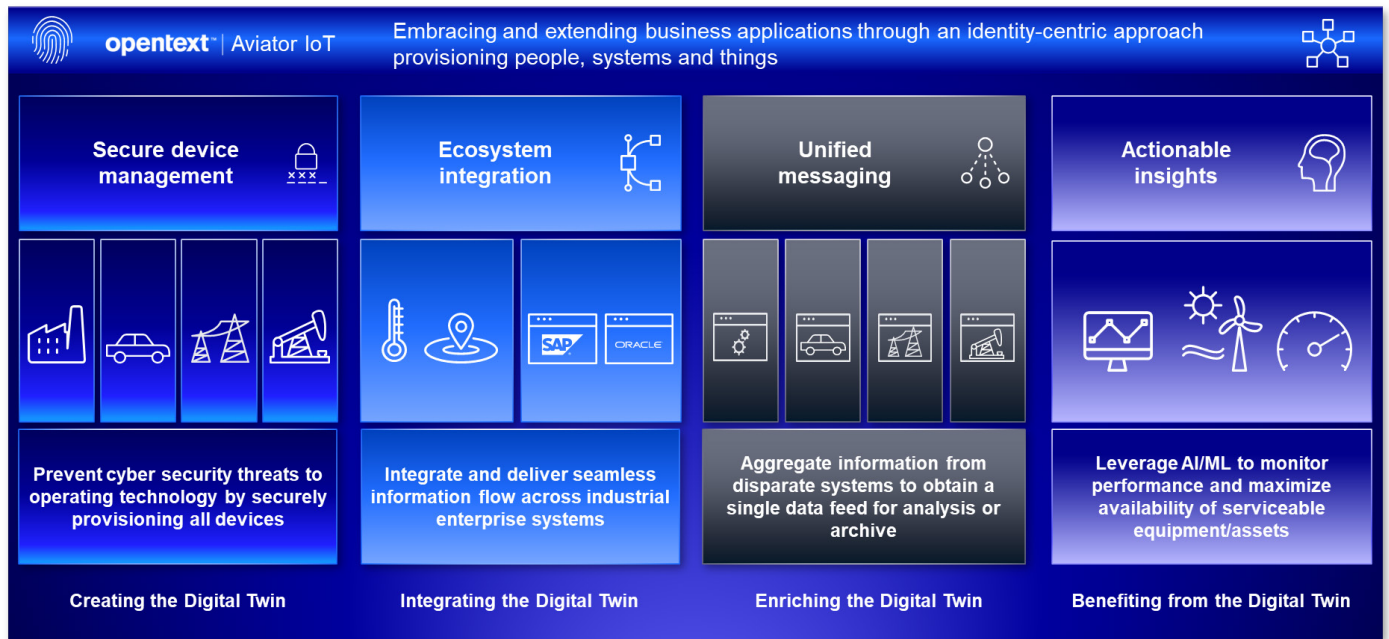 opentext™ | Aviator IoT
Embracing and extending business applications through an identity-centric approach
provisioning people, systems and things
Secure device
management
xxx
Ecosystem
integration
Unified
messaging
Actionable
insights
SAP
ORACLE
Prevent cyber security threats to
operating technology by securely
provisioning all devices
Integrate and deliver seamless
information flow across industrial
enterprise systems
Aggregate information from
disparate systems to obtain a
single data feed for analysis or
archive
Leverage AI/ML to monitor
performance and maximize
availability of serviceable
equipment/assets
Creating the Digital Twin
Integrating the Digital Twin
Enriching the Digital Twin
Benefiting from the Digital Twin